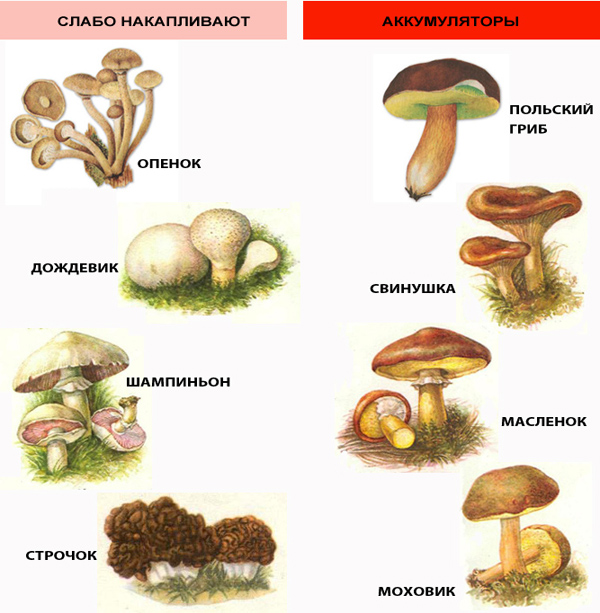 СЛАБО НАКАПЛИВАЮТ
ОПЕНОК
ДОЖДЕВИК
ШАМПИНЬОН
СТРОЧОК
АККУМУЛЯТОРЫ
ПОЛЬСКИЙ
ГРИБ
СВИНУШКА
МАСЛЕНОК
МОХОВИК